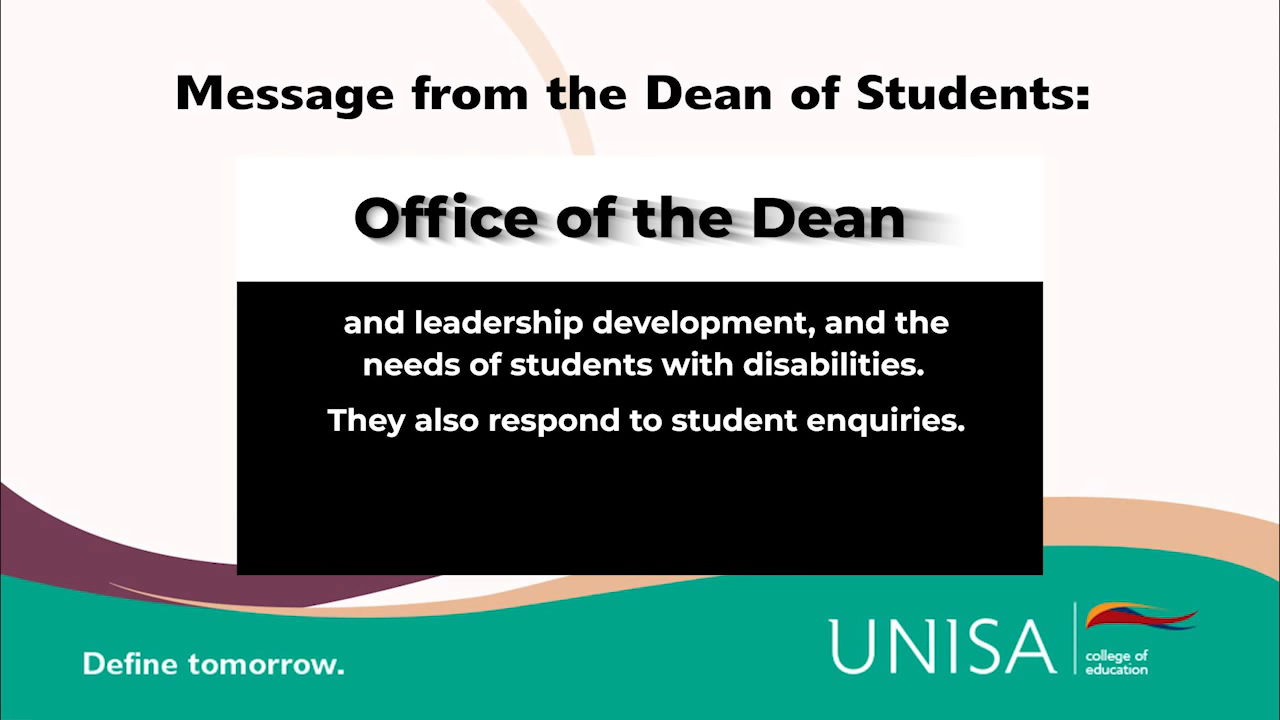 Message from the Dean of Students:
Office of the Dean
and leadership development, and the
needs of students with disabilities.
They also respond to student enquiries.
Define tomorrow.
UNISA
college of
education